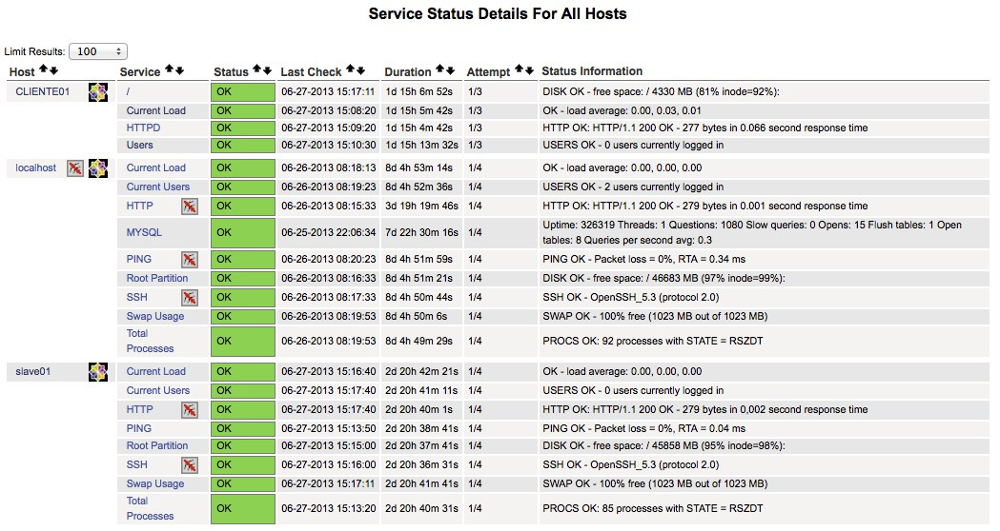 Service Status Details For All Hosts
Limit Results: 100
Host Service Status Last Check Duration Attempt Status Information
CLIENTE01 / OK 06-27-2013 15:17:11 1d 15h 6m 52s 1/3 DISK OK - free space: / 4330 MB (81% inode=92%):
Current Load OK 06-27-2013 15:08:20 1d 15h 5m 42s 1/3 OK - load average: 0.00, 0.03, 0.01
HTTPD OK 06-27-2013 15:09:20 1d 15h 4m 42s 1/3 HTTP OK: HTTP/1.1 200 OK - 277 bytes in 0.066 second response time
Users OK 06-27-2013 15:10:30 1d 15h 13m 32s 1/3 USERS OK - 0 users currently logged in
localhost Current Load OK 06-26-2013 08:18:13 8d 4h 53m 14s 1/4 OK - load average: 0.00, 0.00, 0.00
Current Users OK 06-26-2013 08:19:23 8d 4h 52m 36s 1/4 USERS OK - 2 users currently logged in
HTTP OK 06-26-2013 08:15:33 3d 19h 19m 46s 1/4 HTTP OK: HTTP/1.1 200 OK - 279 bytes in 0.001 second response time
MYSQL OK 06-25-2013 22:06:34 7d 22h 30m 16s 1/4 Uptime: 326319 Threads: 1 Questions: 1080 Slow queries: 0 Opens: 15 Flush tables: 1 Open
tables: 8 Queries per second avg: 0.3
PING OK 06-26-2013 08:20:23 8d 4h 51m 59s 1/4 PING OK - Packet loss = 0%, RTA = 0.34 ms
Root Partition OK 06-26-2013 08:16:33 8d 4h 51m 21s 1/4 DISK OK - free space: / 46683 MB (97% inode=99%):
SSH OK 06-26-2013 08:17:33 8d 4h 50m 44s 1/4 SSH OK - OpenSSH_5.3 (protocol 2.0)
Swap Usage OK 06-26-2013 08:19:53 8d 4h 50m 6s 1/4 SWAP OK - 100% free (1023 MB out of 1023 MB)
Total
Processes OK 06-26-2013 08:19:53 8d 4h 49m 29s 1/4 PROCS OK: 92 processes with STATE = RSZDT
slave01 Current Load OK 06-27-2013 15:16:40 2d 20h 42m 21s 1/4 OK - load average: 0.00, 0.00, 0.00
Current Users OK 06-27-2013 15:17:40 2d 20h 41m 11s 1/4 USERS OK - 0 users currently logged in
HTTP OK 06-27-2013 15:17:40 2d 20h 40m 1s 1/4 HTTP OK: HTTP/1.1 200 OK - 279 bytes in 0,002 second response time
PING OK 06-27-2013 15:13:50 2d 20h 38m 41s 1/4 PING OK - Packet loss = 0%, RTA = 0.04 ms
Root Partition OK 06-27-2013 15:15:00 2d 20h 37m 41s 1/4 DISK OK - free space: / 45858 MB (95% inode=98%):
SSH OK 06-27-2013 15:16:00 2d 20h 36m 31s 1/4 SSH OK - OpenSSH_5.3 (protocol 2.0)
Swap Usage OK 06-27-2013 15:17:11 2d 20h 41m 41s 1/4 SWAP OK - 100% free (1023 MB out of 1023 MB)
Total
Processes OK 06-27-2013 15:13:20 2d 20h 40m 31s 1/4 PROCS OK: 85 processes with STATE = RSZDT